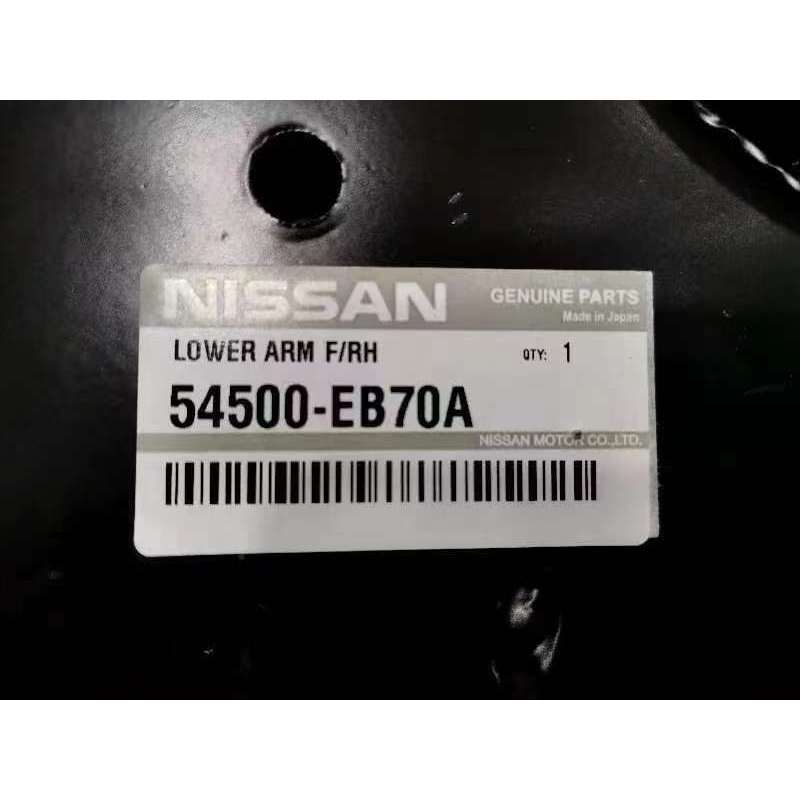 NISSAN
GENUINE PARTS
Made in Japan
LOWER ARM F/RH
QTY: 1
54500-EB70A
NISSAN MOTOR CO.,LTD.